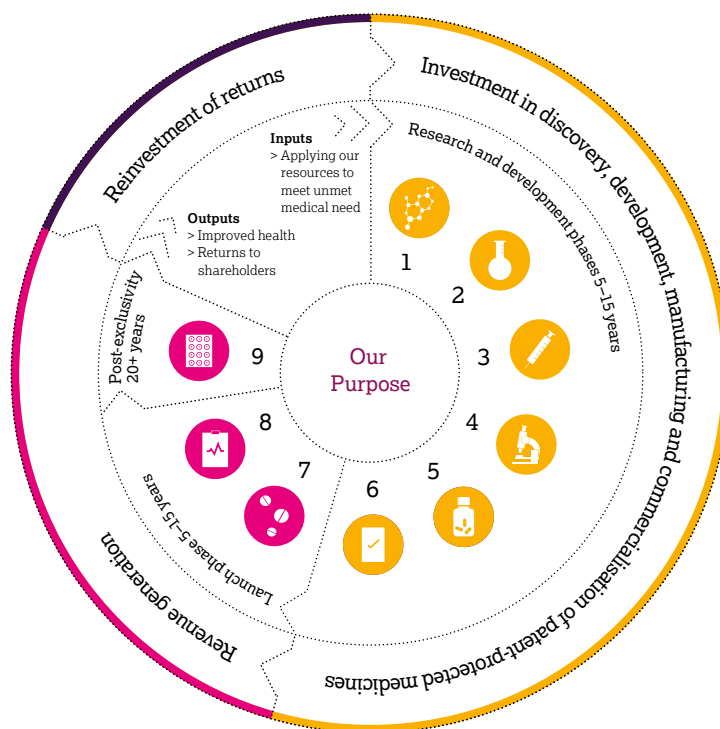 Reinvestment of returns
Investment in discovery, development, manufacturing and commercialisation of patent-protected medicines
Revenue generation
Inputs
> Applying our
resources to
meet unmet
medical need
Outputs
> Improved health
> Returns to
shareholders
Research and development phases 5–15 years
Launch phase 5–15 years
Post-exclusivity
20+ years
Our
Purpose
1
2
3
4
5
6
7
8
9